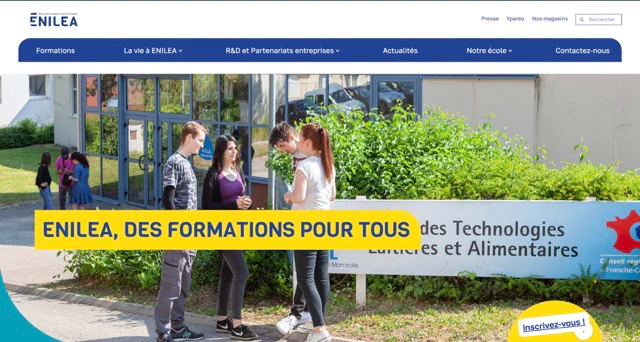 ENILEA
Presse Ypareo Nos magasins Rechercher
Formations La vie à ENILEA R&D et Partenariats entreprises Actualités Notre école Contactez-nous
ENILEA, DES FORMATIONS POUR TOUS
des Technologies
Laitières et Alimentaires
Mamirolle
Conseil rég
Franche-C
Inscrivez-vous !